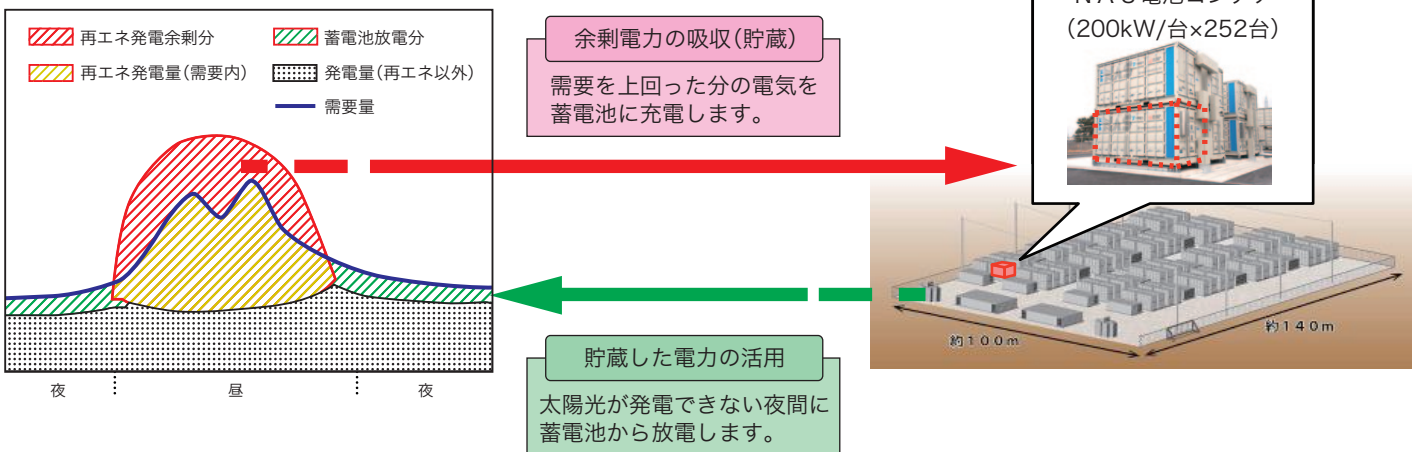 再エネ発電余剰分
蓄電池放電分
再エネ発電量(需要内)
発電量(再エネ以外)
需要量
夜
昼
夜
余剰電力の吸収(貯蔵)
需要を上回った分の電気を
蓄電池に充電します。
貯蔵した電力の活用
太陽光が発電できない夜間に
蓄電池から放電します。
(200kW/台×252台)
約100m
約140m